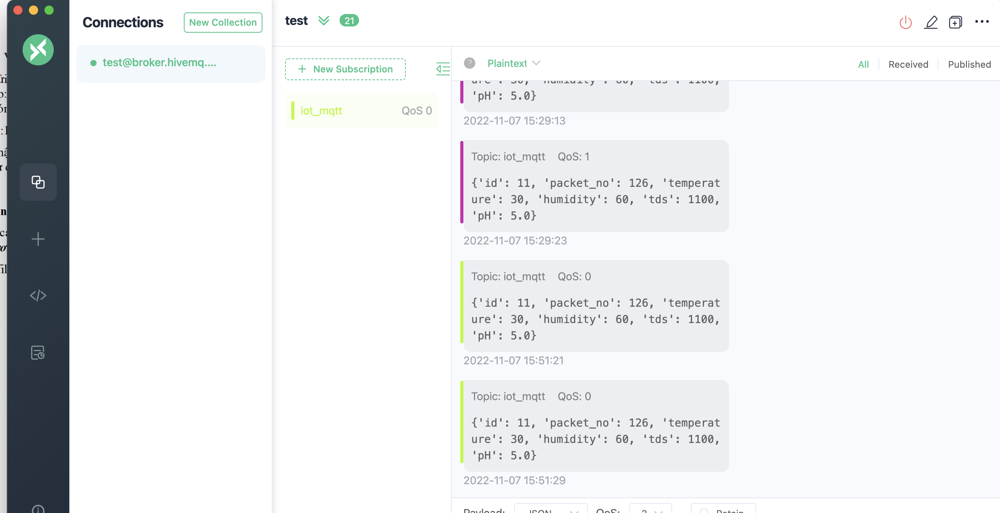 Connections
New Collection
test@broker.hivemq....
test
21
New Subscription
iot_mqtt QoS 0
Plaintext
All
Received
Published
'pH': 5.0}
2022-11-07 15:29:13
Topic: iot_mqtt QoS: 1
{'id': 11, 'packet_no': 126, 'temperat
ure': 30, 'humidity': 60, 'tds': 1100,
'pH': 5.0}
2022-11-07 15:29:23
Topic: iot_mqtt QoS: 0
{'id': 11, 'packet_no': 126, 'temperat
ure': 30, 'humidity': 60, 'tds': 1100,
'pH': 5.0}
2022-11-07 15:51:21
Topic: iot_mqtt QoS: 0
{'id': 11, 'packet_no': 126, 'temperat
ure': 30, 'humidity': 60, 'tds': 1100,
'pH': 5.0}
2022-11-07 15:51:29
Payload: JSON QoS: 2 Retain